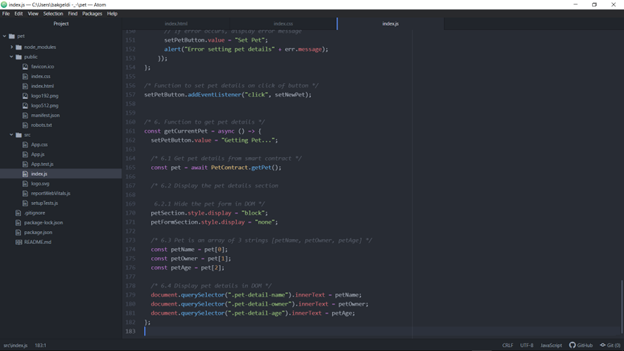 index.js — C:\Users\bakge\di -_-\pet — Atom
File Edit View Selection Find Packages Help
Project
index.html
index.css
index.js
pet
node_modules
public
favicon.ico
index.css
index.html
logo192.png
logo512.png
manifest.json
robots.txt
src
App.css
App.js
App.test.js
index.js
logo.svg
reportWebVitals.js
setupTests.js
.gitignore
package-lock.json
package.json
README.md
150 // If error occurs, display error message
151 setPetButton.value = "Set Pet";
152 alert("Error setting pet details" + err.message);
153 });
154 };
155
156 /* Function to set pet details on click of button */
157 setPetButton.addEventListener("click", setNewPet);
158
159
160 /* 6. Function to get pet details */
161 const getCurrentPet = async () => {
162 setPetButton.value = "Getting Pet...";
163
164 /* 6.1 Get pet details from smart contract */
165 const pet = await PetContract.getPet();
166
167 /* 6.2 Display the pet details section
168
169 6.2.1 Hide the pet form in DOM */
170 petSection.style.display = "block";
171 petFormSection.style.display = "none";
172
173 /* 6.3 Pet is an array of 3 strings [petName, petOwner, petAge] */
174 const petName = pet[0];
175 const petOwner = pet[1];
176 const petAge = pet[2];
177
178 /* 6.4 Display pet details in DOM */
179 document.querySelector(".pet-detail-name").innerText = petName;
180 document.querySelector(".pet-detail-owner").innerText = petOwner;
181 document.querySelector(".pet-detail-age").innerText = petAge;
182 };
183
src\index.js 183:1
CRLF UTF-8 JavaScript GitHub Git (0)